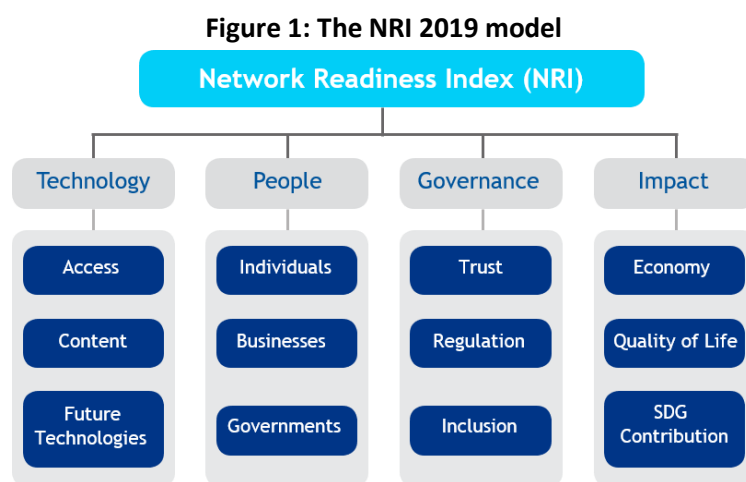 Figure 1: The NRI 2019 model
Network Readiness Index (NRI)
Technology
People
Governance
Impact
Access
Individuals
Trust
Economy
Content
Businesses
Regulation
Quality of Life
Future
Technologies
Governments
Inclusion
SDG
Contribution